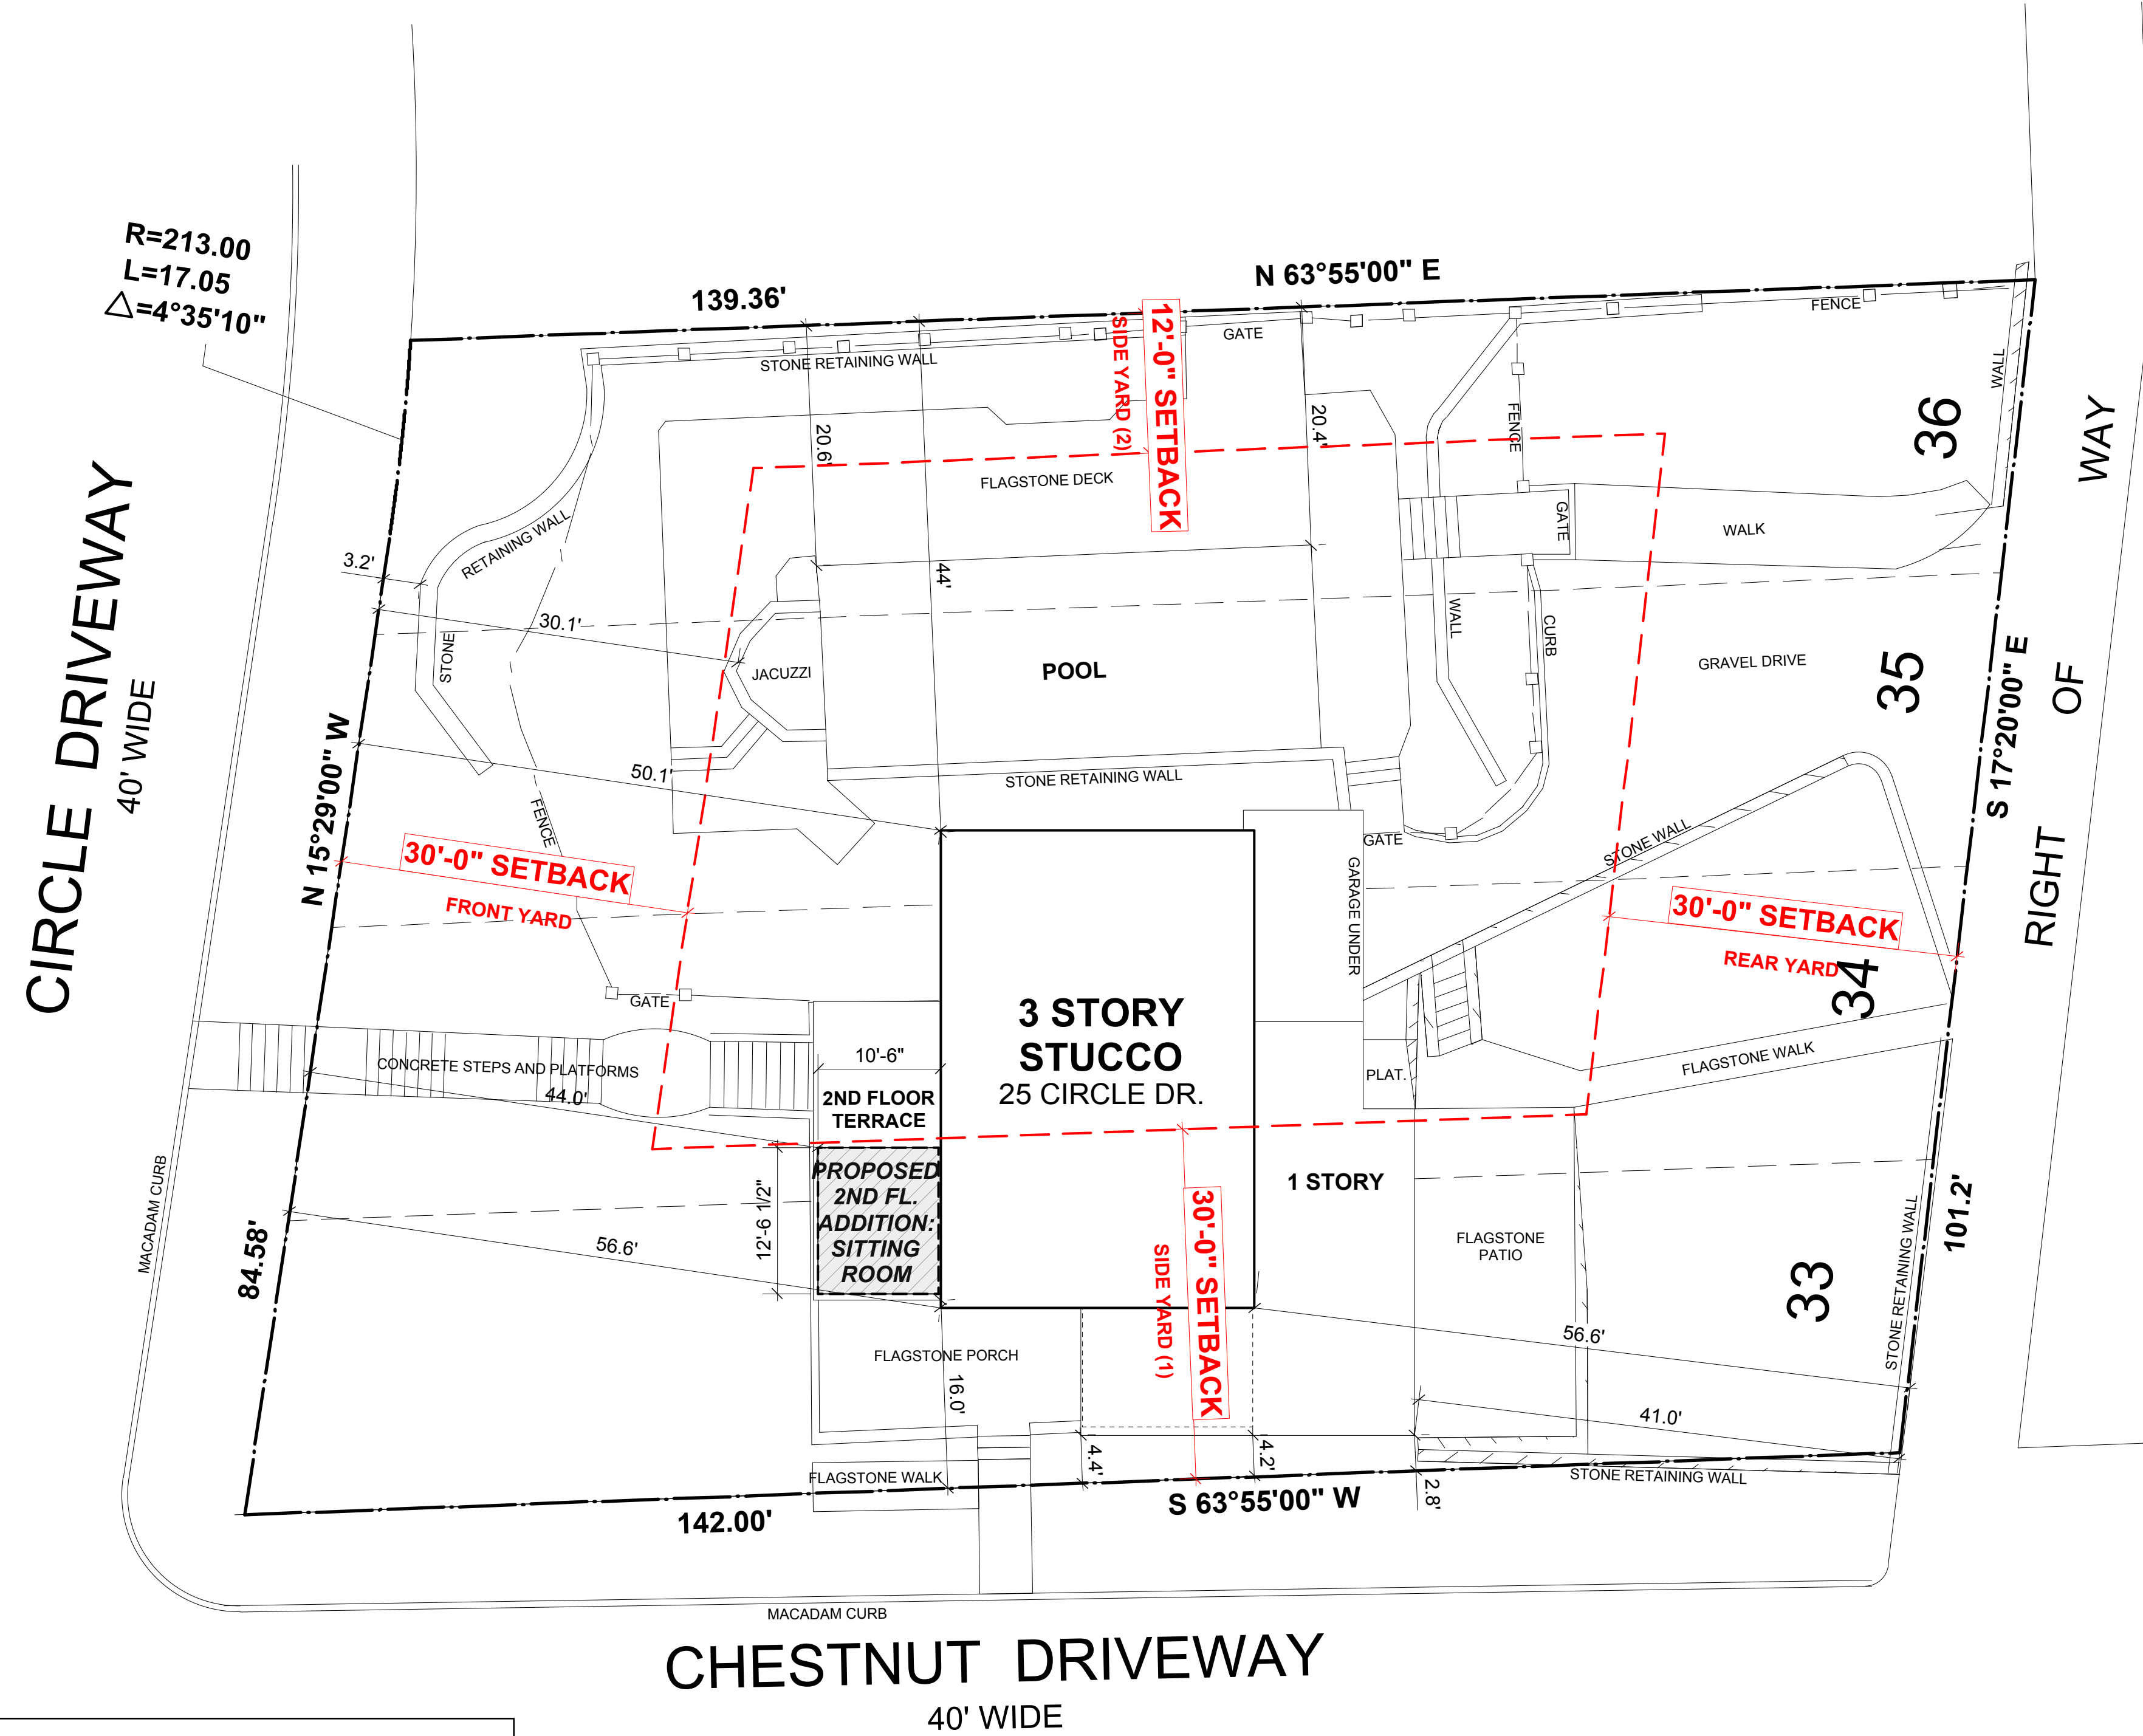 R=213.00
L=17.05
△=4°35'10"
139.36'
N 63°55'00" E
12'-0" SETBACK
SIDE YARD (2)
GATE
FENCE
STONE RETAINING WALL
WALL
20.6'
20.4'
FENCE
36
WAY
FLAGSTONE DECK
RETAINING WALL
GATE
WALK
CIRCLE DRIVEWAY
40' WIDE
3.2'
44'
30.1'
STONE
JACUZZI
POOL
WALL
CURB
GRAVEL DRIVE
35
S 17°20'00" E
OF
N 15°29'00" W
50.1'
STONE RETAINING WALL
FENCE
GATE
STONE WALL
30'-0" SETBACK
FRONT YARD
GARAGE UNDER
30'-0" SETBACK
REAR YARD
34
RIGHT
GATE
3 STORY
STUCCO
25 CIRCLE DR.
CONCRETE STEPS AND PLATFORMS
44.0'
10'-6"
2ND FLOOR
TERRACE
PLAT.
FLAGSTONE WALK
PROPOSED
2ND FL.
ADDITION:
SITTING
ROOM
12'-6 1/2"
1 STORY
30'-0" SETBACK
SIDE YARD (1)
MACADAM CURB
84.58'
56.6'
FLAGSTONE
PATIO
33
STONE RETAINING WALL
101.2'
56.6'
FLAGSTONE PORCH
16.0'
41.0'
4.4'
4.2'
2.8'
FLAGSTONE WALK
STONE RETAINING WALL
142.00'
S 63°55'00" W
MACADAM CURB
CHESTNUT DRIVEWAY
40' WIDE